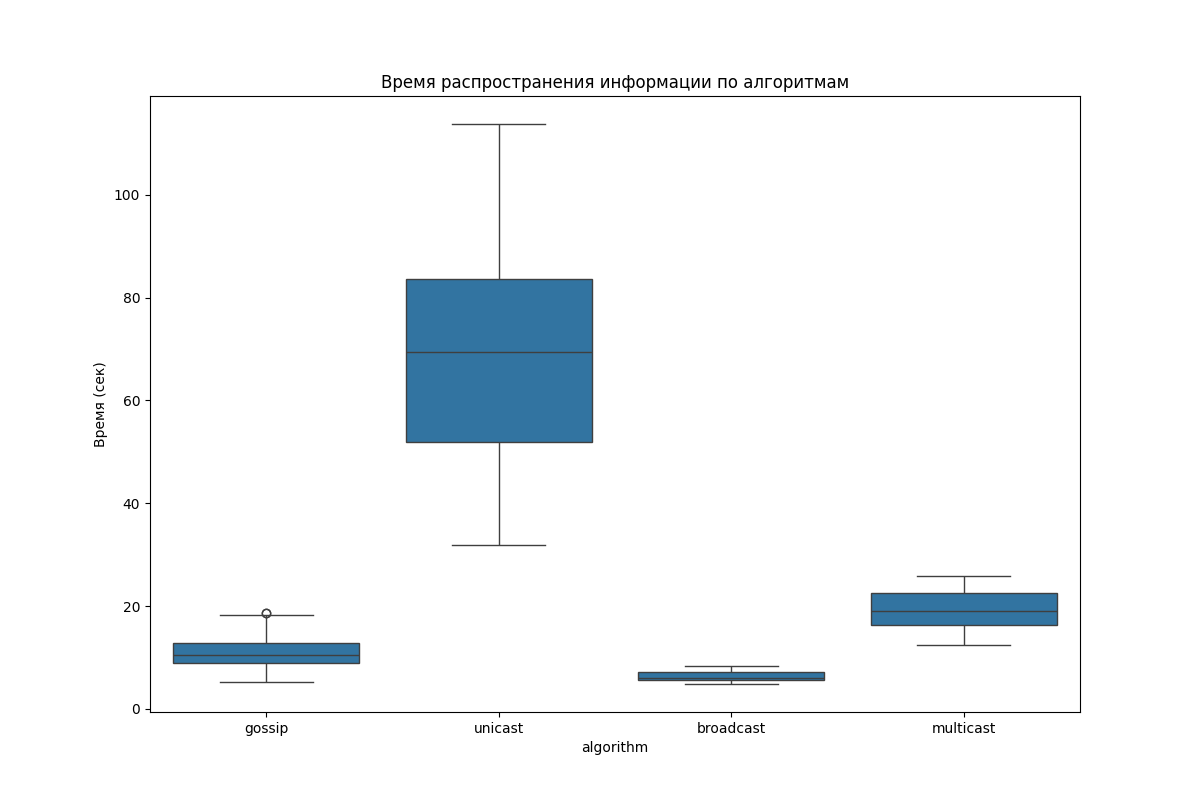 Время распространения информации по алгоритмам
Время (сек)
100
80
60
40
20
0
gossip unicast broadcast multicast
algorithm